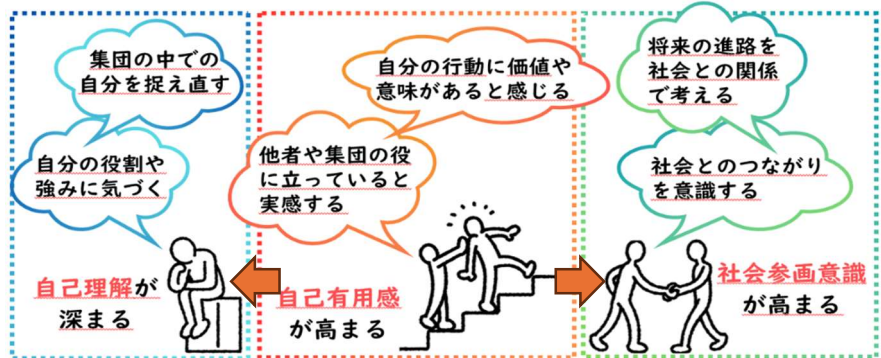 集団の中での
自分を捉え直す
自分の役割や
強みに気づく
自己理解が
深まる
自分の行動に価値や
意味があると感じる
他者や集団の役
に立っていると
実感する
自己有用感
が高まる
将来の進路を
社会との関係
で考える
社会とのつながり
を意識する
社会参画意識
が高まる